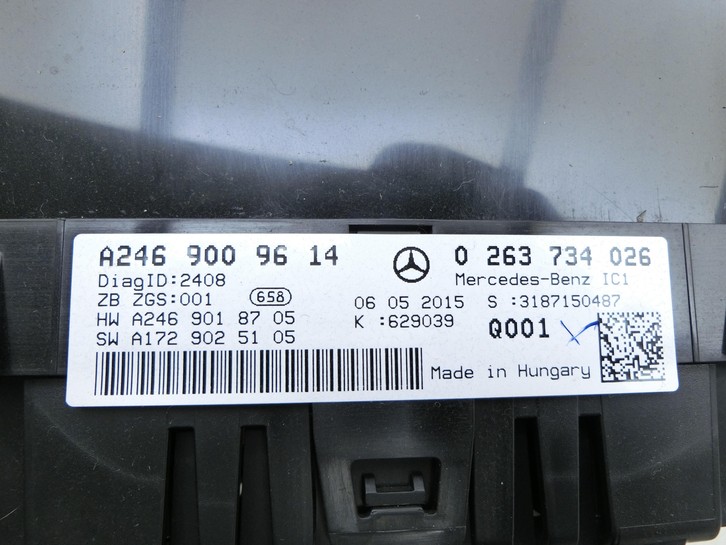 A246 900 96 14
0 263 734 026
DiagID:2408
Mercedes-Benz IC1
ZB ZGS:001 658
06 05 2015 S :3187150487
HW A246 901 87 05
K :629039
Q001
SW A172 902 51 05
Made in Hungary